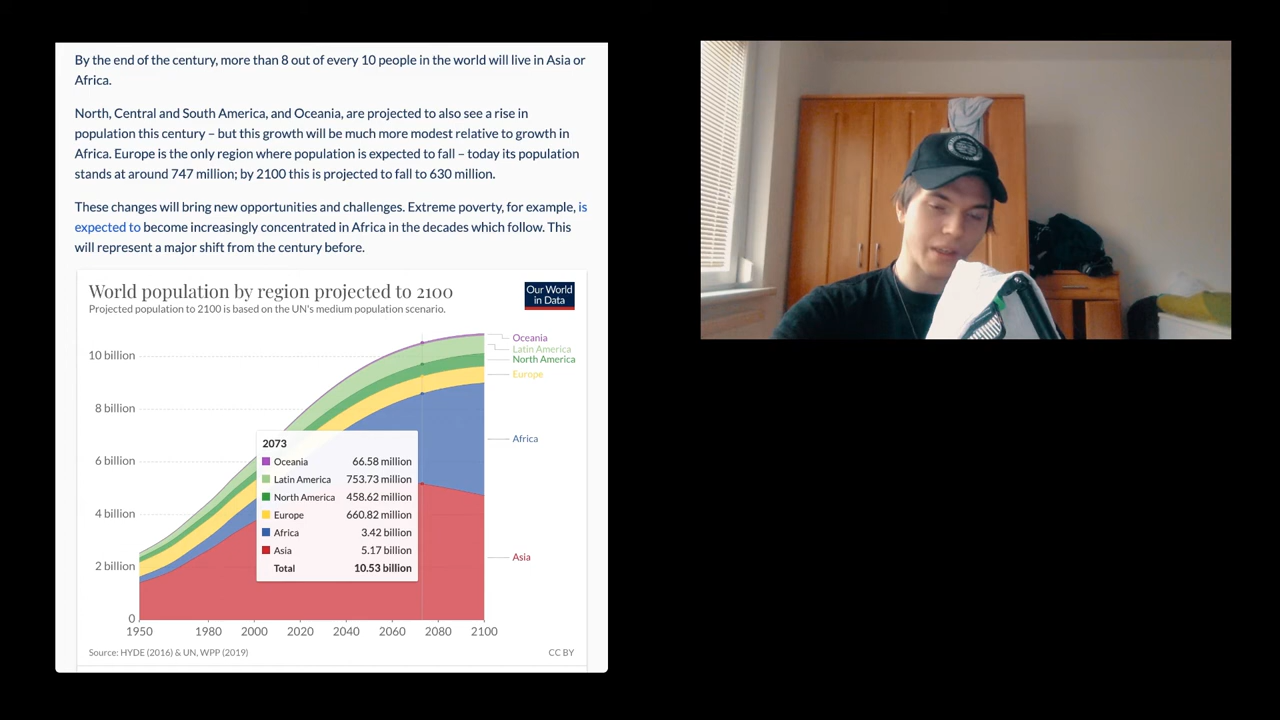 By the end of the century, more than 8 out of every 10 people in the world will live in Asia or
Africa.
North, Central and South America, and Oceania, are projected to also see a rise in
population this century – but this growth will be much more modest relative to growth in
Africa. Europe is the only region where population is expected to fall – today its population
stands at around 747 million; by 2100 this is projected to fall to 630 million.
These changes will bring new opportunities and challenges. Extreme poverty, for example, is
expected to become increasingly concentrated in Africa in the decades which follow. This
will represent a major shift from the century before.
World population by region projected to 2100
Projected population to 2100 is based on the UN's medium population scenario.
Our World
in Data
10 billion
8 billion
6 billion
4 billion
2 billion
0
1950 1980 2000 2020 2040 2060 2080 2100
Oceania
Latin America
North America
Europe
Africa
Asia
2073
Oceania 66.58 million
Latin America 753.73 million
North America 458.62 million
Europe 660.82 million
Africa 3.42 billion
Asia 5.17 billion
Total 10.53 billion
Source: HYDE (2016) & UN, WPP (2019)
CC BY